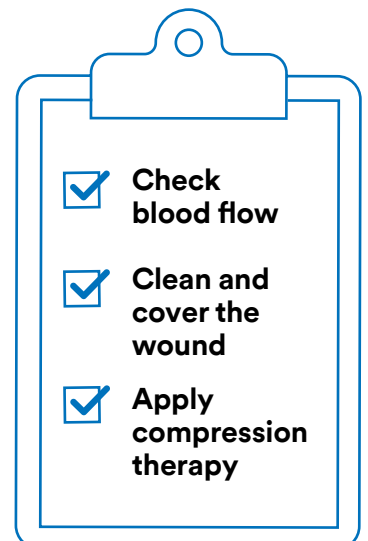 Check
blood flow
Clean and
cover the
wound
Apply
compression
therapy